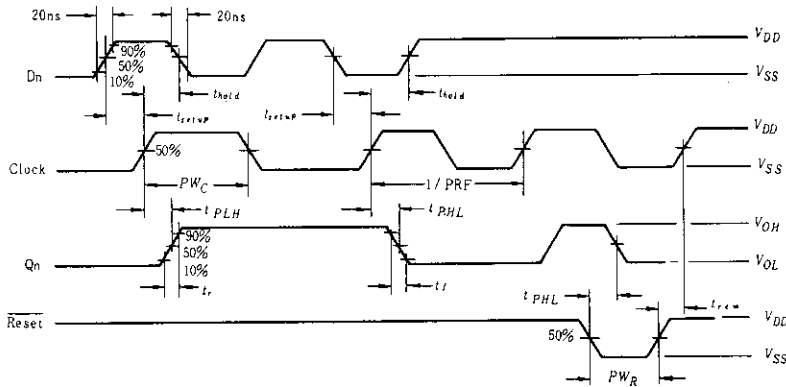 20ns 20ns
V_DD
90%
50%
10%
Dn
V_SS
t_hold t_hold
t_setup t_setup
V_DD
Clock
50%
V_SS
PW_C 1/PRF
t_PLH t_PHL
V_OH
90%
50%
10%
Qn
V_OL
t_r t_f
t_PHL
Reset
V_DD
50%
V_SS
PW_R